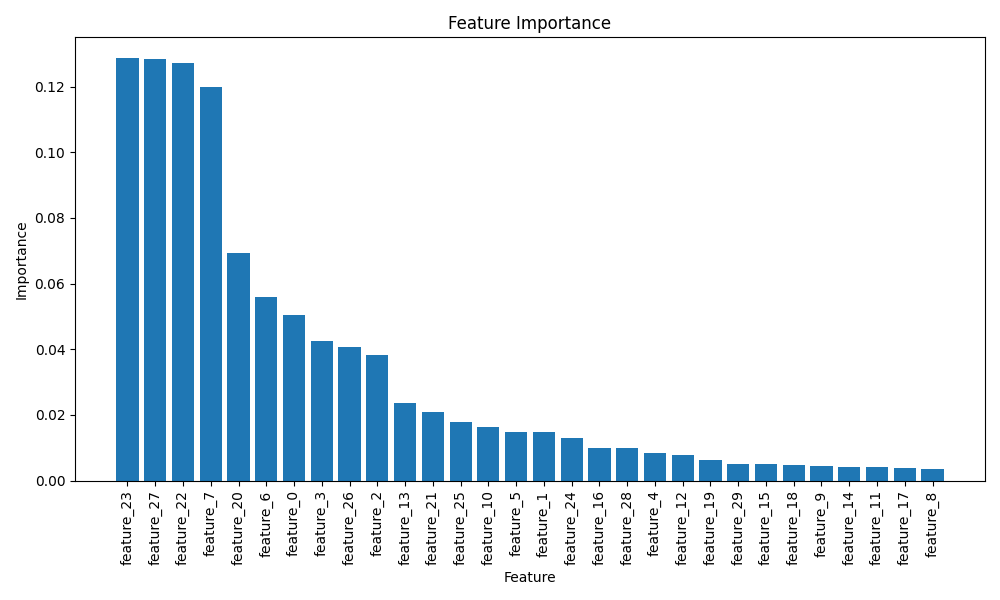 Feature Importance
Importance
0.12
0.10
0.08
0.06
0.04
0.02
0.00
feature_23
feature_27
feature_22
feature_7
feature_20
feature_6
feature_0
feature_3
feature_26
feature_2
feature_13
feature_21
feature_25
feature_10
feature_5
feature_1
feature_24
feature_16
feature_28
feature_4
feature_12
feature_19
feature_29
feature_15
feature_18
feature_9
feature_14
feature_11
feature_17
feature_8
Feature